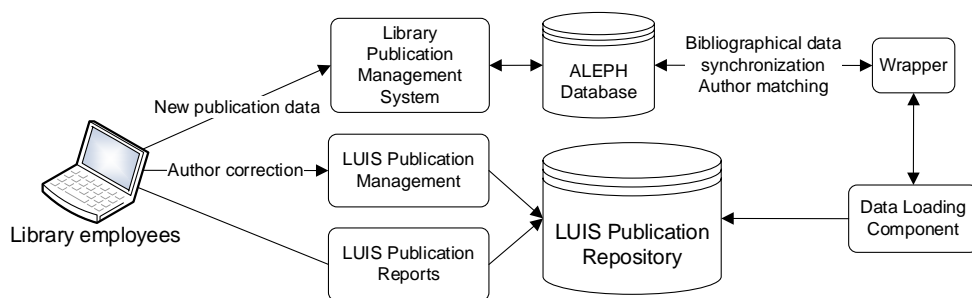 Library
Publication
Management
System
ALEPH
Database
Bibliographical data
synchronization
Author matching
Wrapper
New publication data
Author correction
LUIS Publication
Management
Library employees
LUIS Publication
Reports
LUIS Publication
Repository
Data Loading
Component